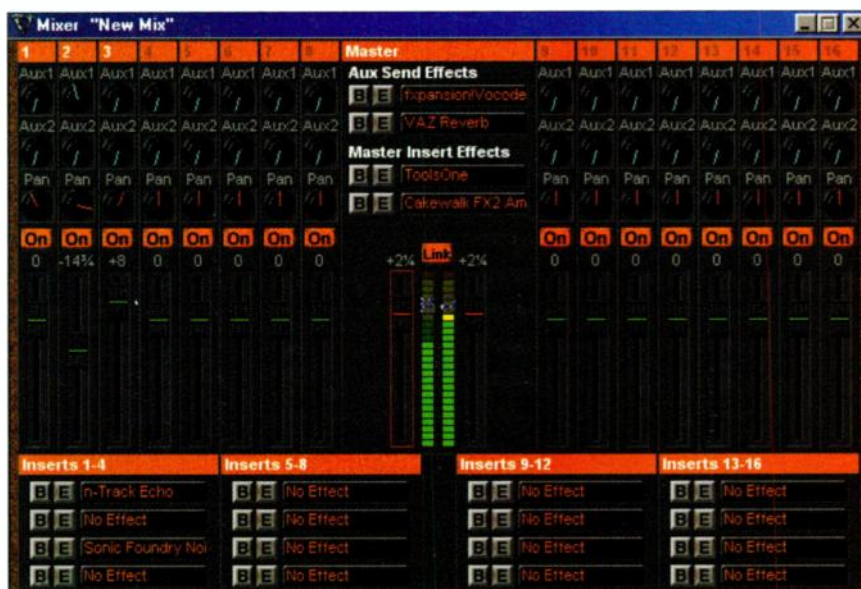 Mixer "New Mix"
1 2 3 4 5 6 7 8 Master 9 10 11 12 13 14 15 16
Aux1 Aux1 Aux1 Aux1 Aux1 Aux1 Aux1 Aux1 Aux Send Effects Aux1 Aux1 Aux1 Aux1 Aux1 Aux1 Aux1 Aux1
B E fxpansion!Vocode
Aux2 Aux2 Aux2 Aux2 Aux2 Aux2 Aux2 Aux2 B E VAZ Reverb Aux2 Aux2 Aux2 Aux2 Aux2 Aux2 Aux2 Aux2
Master Insert Effects
Pan Pan Pan Pan Pan Pan Pan Pan B E ToolsOne Pan Pan Pan Pan Pan Pan Pan Pan
B E Cakewalk FX2 Am
On On On On On On On On On On On On On On On On
0 -14¾ +8 0 0 0 0 0 +2¾ Link +2¾ 0 0 0 0 0 0 0 0
Inserts 1-4 Inserts 5-8 Inserts 9-12 Inserts 13-16
B E n-Track Echo B E No Effect B E No Effect B E No Effect
B E No Effect B E No Effect B E No Effect B E No Effect
B E Sonic Foundry Noi B E No Effect B E No Effect B E No Effect
B E No Effect B E No Effect B E No Effect B E No Effect